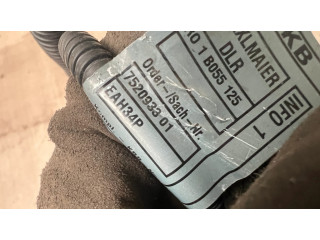 KB
INFO 1
KLMAIER
DLR
10 1 8055 125
Order-/Sach-Nr.
7520933 01
EAH34P